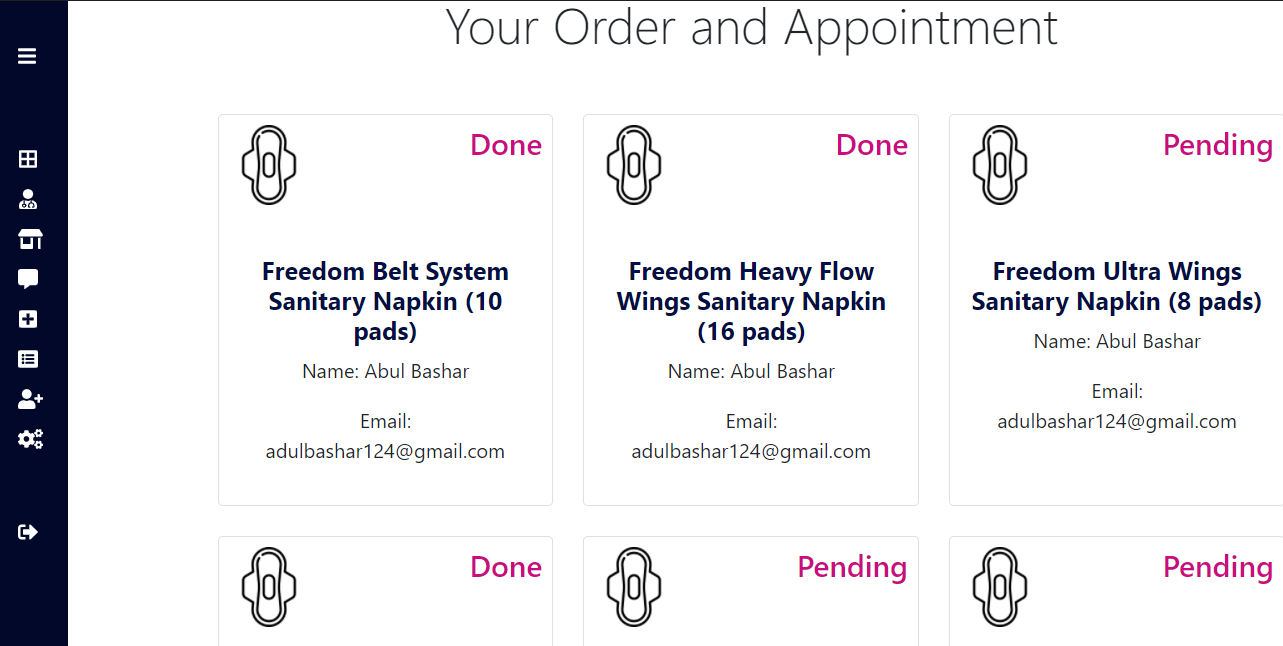 Your Order and Appointment
Done
Freedom Belt System
Sanitary Napkin (10
pads)
Name: Abul Bashar
Email:
adulbashar124@gmail.com
Done
Freedom Heavy Flow
Wings Sanitary Napkin
(16 pads)
Name: Abul Bashar
Email:
adulbashar124@gmail.com
Pending
Freedom Ultra Wings
Sanitary Napkin (8 pads)
Name: Abul Bashar
Email:
adulbashar124@gmail.com
Done
Pending
Pending